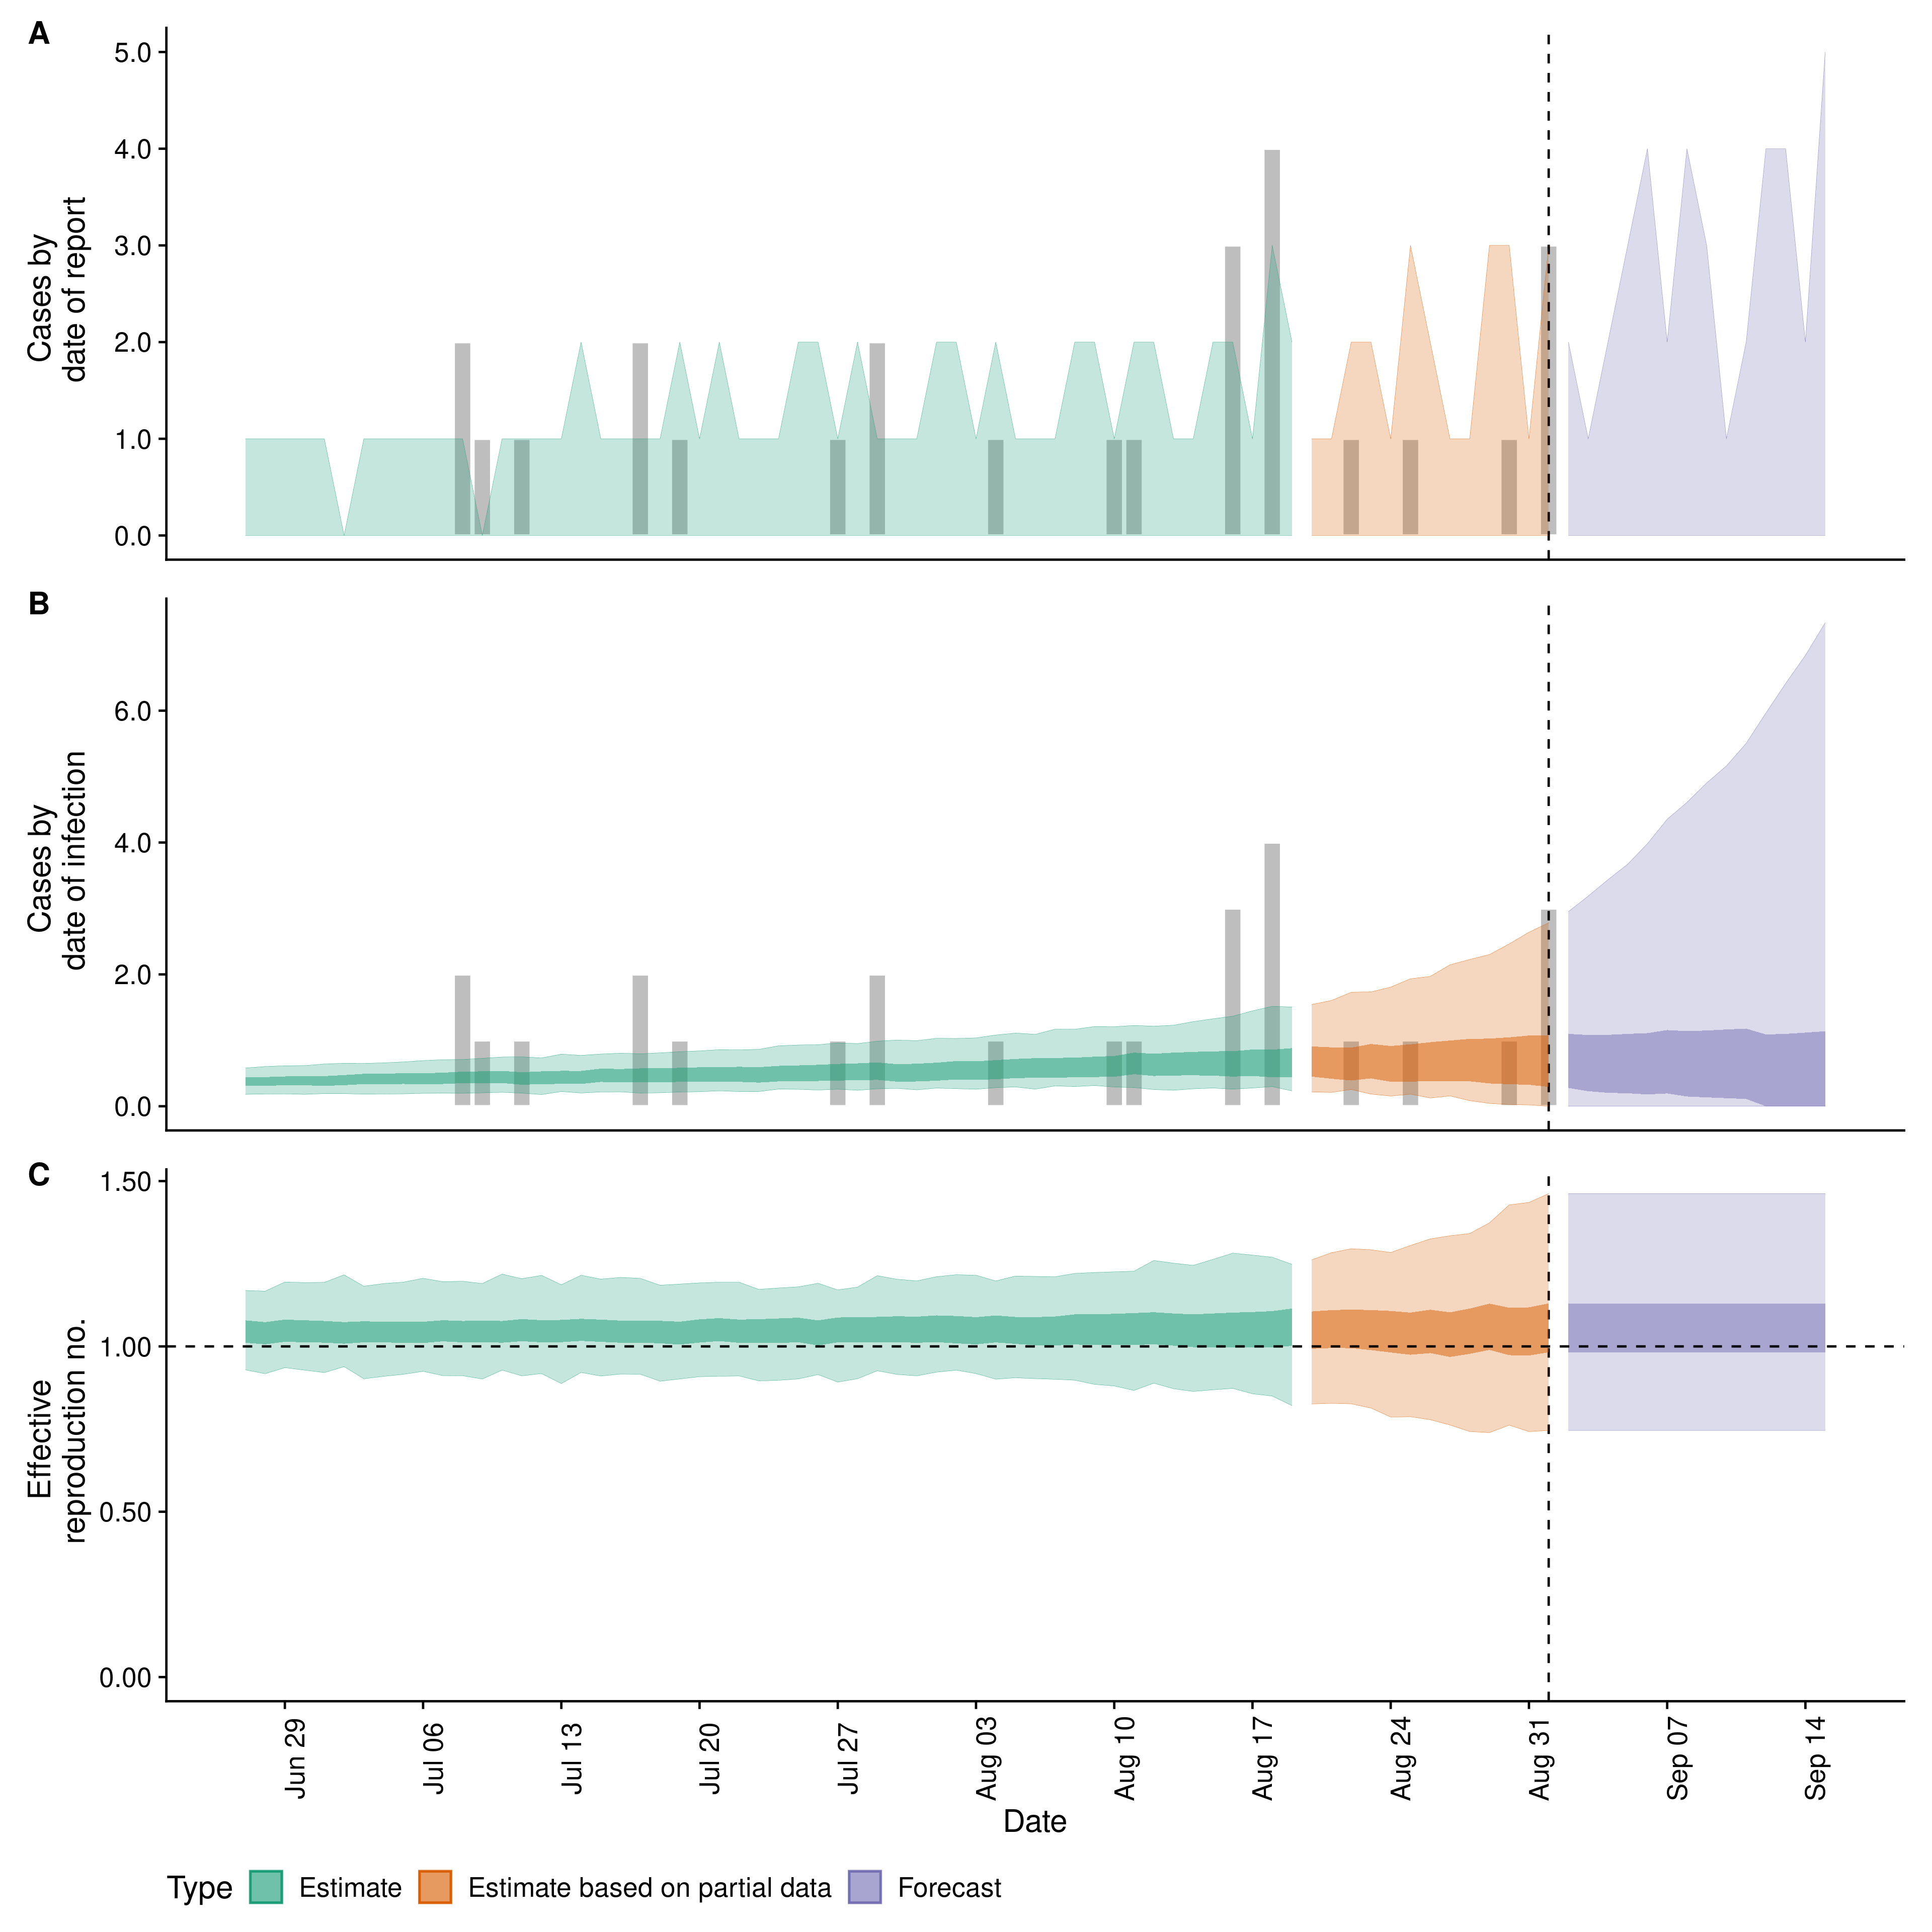 A
5.0
4.0
3.0
2.0
1.0
0.0
Cases by
date of report
B
6.0
4.0
2.0
0.0
Cases by
date of infection
C
1.50
1.00
0.50
0.00
Effective
reproduction no.
Jun 29
Jul 06
Jul 13
Jul 20
Jul 27
Aug 03
Aug 10
Aug 17
Aug 24
Aug 31
Sep 07
Sep 14
Date
Type
Estimate
Estimate based on partial data
Forecast